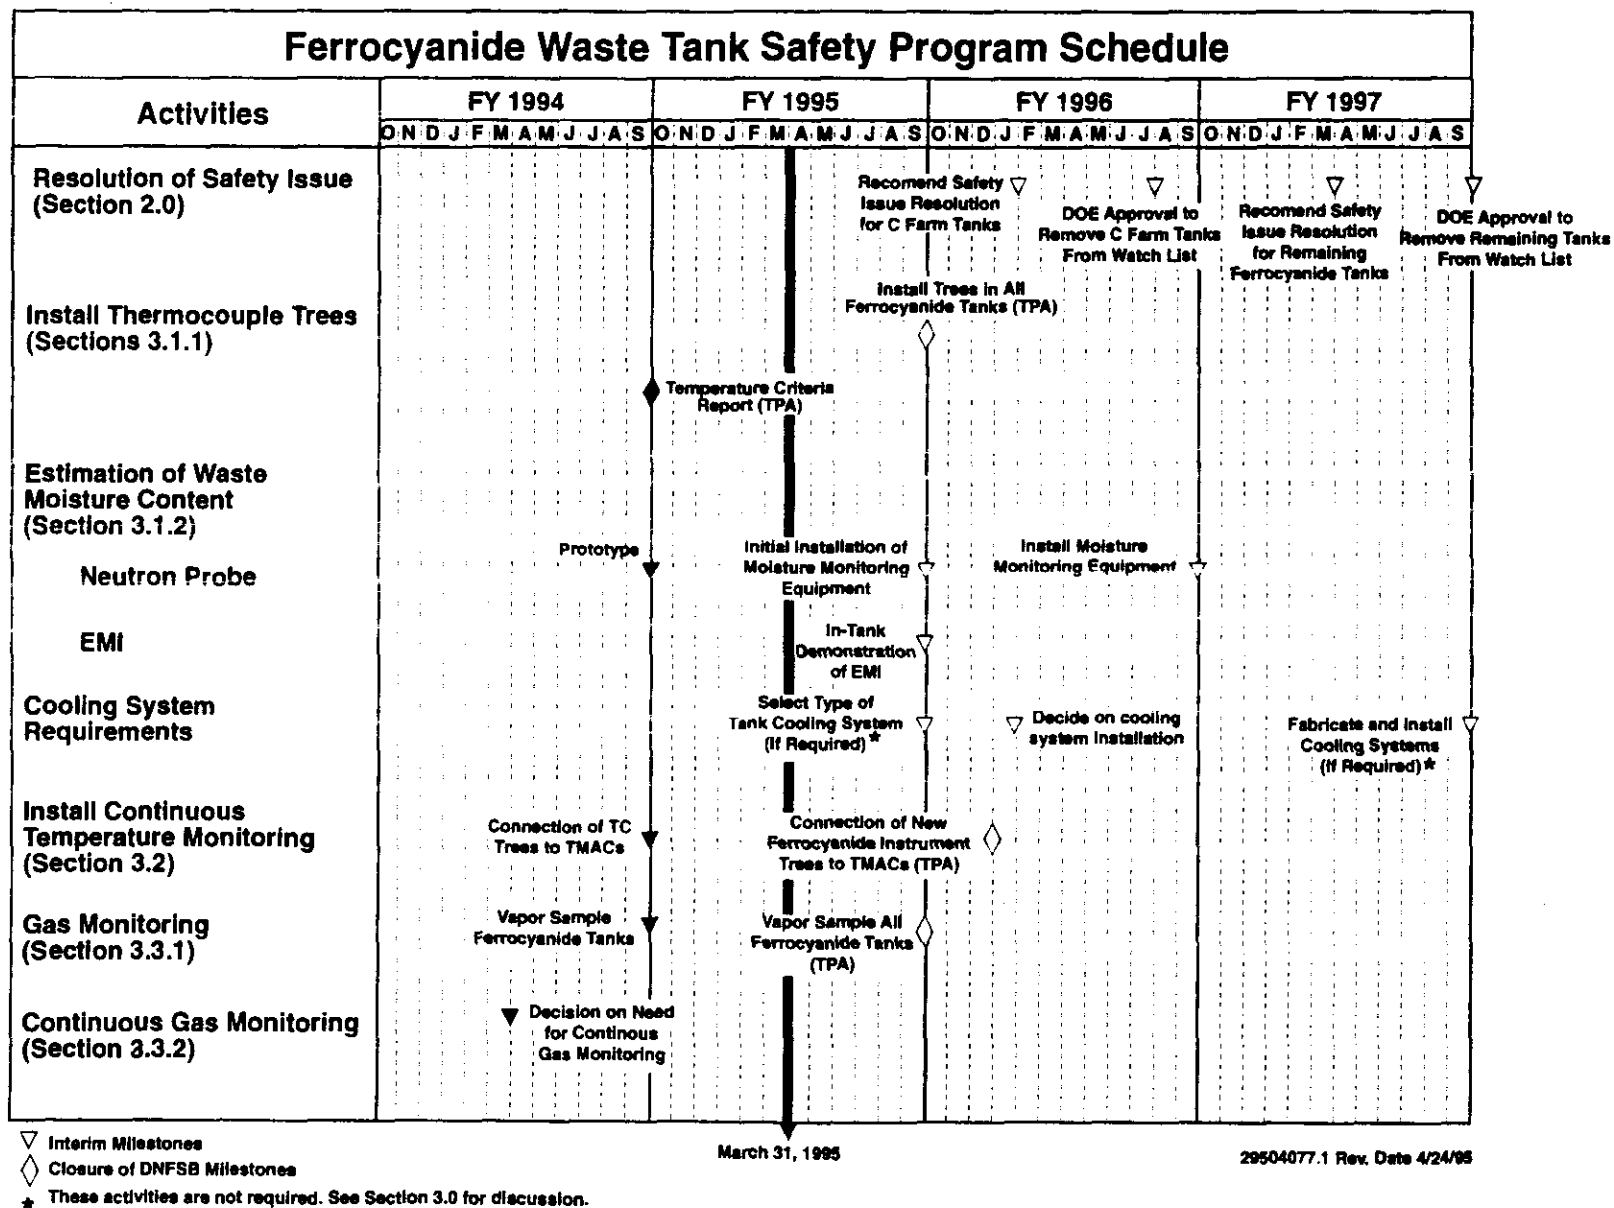 Ferrocyanide Waste Tank Safety Program Schedule
Activities
FY 1994
FY 1995
FY 1996
FY 1997
O N D J F M A M J J A S
O N D J F M A M J J A S
O N D J F M A M J J A S
O N D J F M A M J J A S
Resolution of Safety Issue
(Section 2.0)
Recomend Safety
Issue Resolution
for C Farm Tanks
DOE Approval to
Remove C Farm Tanks
From Watch List
Recomend Safety
Issue Resolution
for Remaining
Ferrocyanide Tanks
DOE Approval to
Remove Remaining Tanks
From Watch List
Install Thermocouple Trees
(Sections 3.1.1)
Install Trees in All
Ferrocyanide Tanks (TPA)
Temperature Criteria
Report (TPA)
Estimation of Waste
Moisture Content
(Section 3.1.2)
Neutron Probe
Prototype
Initial Installation of
Moisture Monitoring
Equipment
Install Moisture
Monitoring Equipment
EMI
In-Tank
Demonstration
of EMI
Cooling System
Requirements
Select Type of
Tank Cooling System
(If Required)*
Decide on cooling
system Installation
Fabricate and Install
Cooling Systems
(If Required)*
Install Continuous
Temperature Monitoring
(Section 3.2)
Connection of TC
Trees to TMACs
Connection of New
Ferrocyanide Instrument
Trees to TMACs (TPA)
Gas Monitoring
(Section 3.3.1)
Vapor Sample
Ferrocyanide Tanks
Vapor Sample All
Ferrocyanide Tanks
(TPA)
Continuous Gas Monitoring
(Section 3.3.2)
Decision on Need
for Continous
Gas Monitoring
Interim Milestones
Closure of DNFSB Milestones
* These activities are not required. See Section 3.0 for discussion.
March 31, 1995
29504077.1 Rev. Date 4/24/95